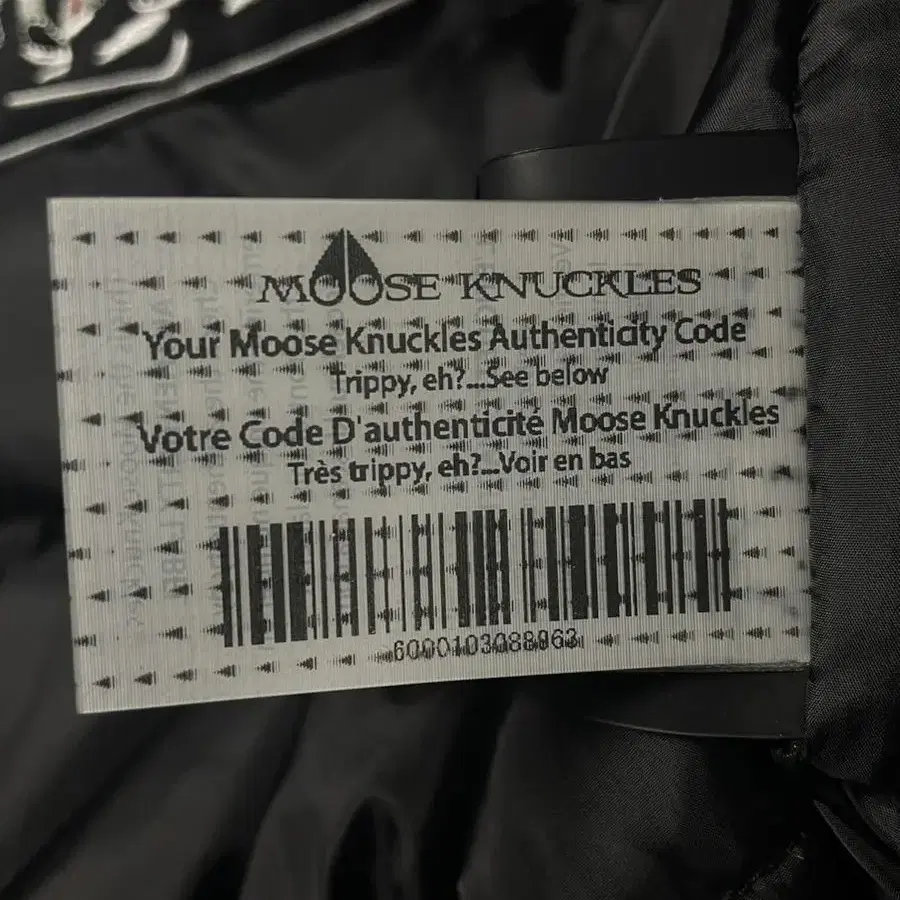 MOOSE KNUCKLES
Your Moose Knuckles Authenticity Code
Trippy, eh?...See below
Votre Code D'authenticité Moose Knuckles
Très trippy, eh?...Voir en bas